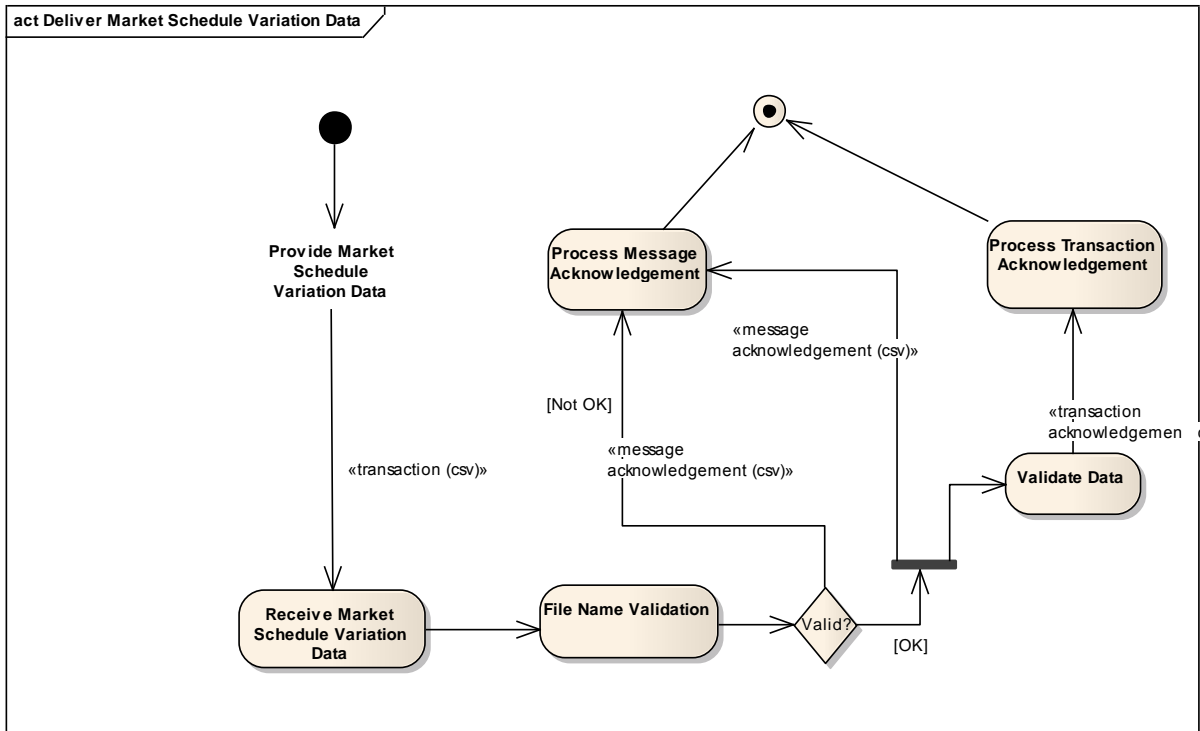 act Deliver Market Schedule Variation Data
Provide Market
Schedule
Variation Data
Process Message
Acknowledgement
Process Transaction
Acknowledgement
«message
acknowledgement (csv)»
[Not OK]
«transaction
acknowledgemen
«message
acknowledgement (csv)»
«transaction (csv)»
Validate Data
Receive Market
Schedule Variation
Data
File Name Validation
Valid?
[OK]